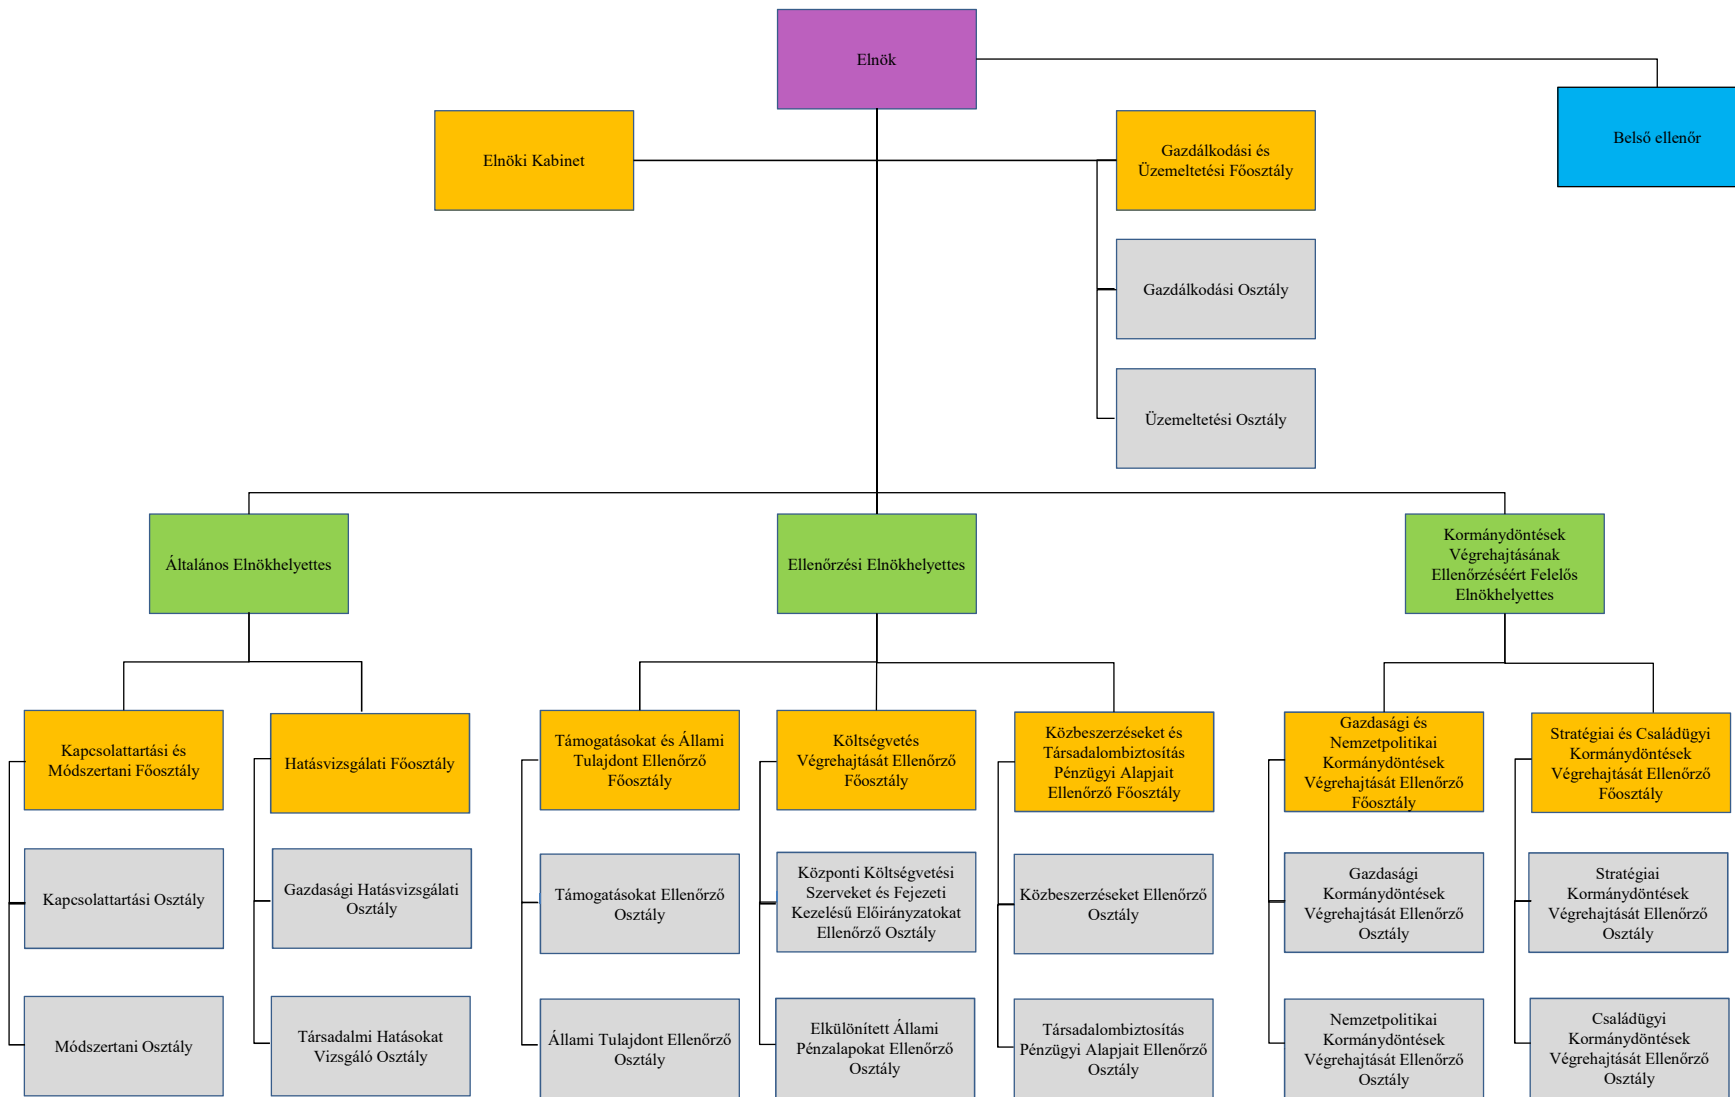 Elnök
Belső ellenőr
Elnöki Kabinet
Gazdálkodási és
Üzemeltetési Főosztály
Gazdálkodási Osztály
Üzemeltetési Osztály
Általános Elnökhelyettes
Ellenőrzési Elnökhelyettes
Kormánydöntések
Végrehajtásának
Ellenőrzéséért Felelős
Elnökhelyettes
Kapcsolattartási és
Módszertani Főosztály
Hatásvizsgálati Főosztály
Támogatásokat és Állami
Tulajdont Ellenőrző
Főosztály
Költségvetés
Végrehajtását Ellenőrző
Főosztály
Közbeszerzéseket és
Társadalombiztosítás
Pénzügyi Alapjait
Ellenőrző Főosztály
Gazdasági és
Nemzetpolitikai
Kormánydöntések
Végrehajtását Ellenőrző
Főosztály
Stratégiai és Családügyi
Kormánydöntések
Végrehajtását Ellenőrző
Főosztály
Kapcsolattartási Osztály
Gazdasági Hatásvizsgálati
Osztály
Támogatásokat Ellenőrző
Osztály
Központi Költségvetési
Szerveket és Fejezeti
Kezelésű Előirányzatokat
Ellenőrző Osztály
Közbeszerzéseket Ellenőrző
Osztály
Gazdasági
Kormánydöntések
Végrehajtását Ellenőrző
Osztály
Stratégiai
Kormánydöntések
Végrehajtását Ellenőrző
Osztály
Módszertani Osztály
Társadalmi Hatásokat
Vizsgáló Osztály
Állami Tulajdont Ellenőrző
Osztály
Elkülönített Állami
Pénzalapokat Ellenőrző
Osztály
Társadalombiztosítás
Pénzügyi Alapjait Ellenőrző
Osztály
Nemzetpolitikai
Kormánydöntések
Végrehajtását Ellenőrző
Osztály
Családügyi
Kormánydöntések
Végrehajtását Ellenőrző
Osztály